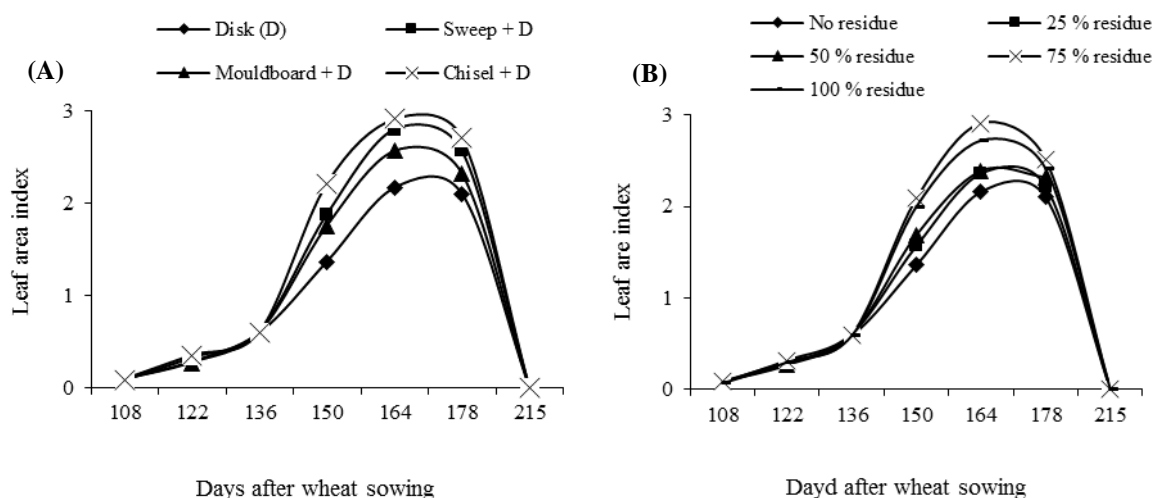 (A)
Disk (D) Sweep + D
Mouldboard + D Chisel + D
Leaf area index
3
2
1
0
108 122 136 150 164 178 215
Days after wheat sowing
(B)
No residue 25 % residue
50 % residue 75 % residue
100 % residue
Leaf are index
3
2
1
0
108 122 136 150 164 178 215
Dayd after wheat sowing